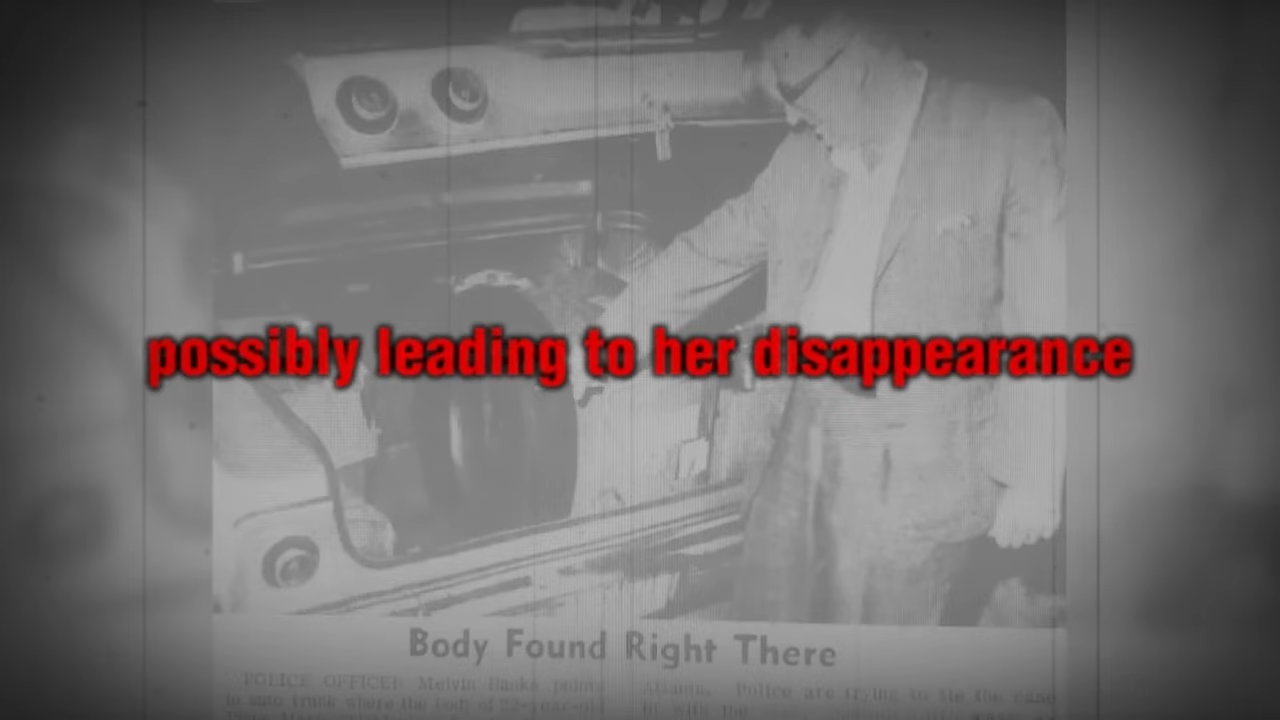 possibly leading to her disappearance
Body Found Right There
POLICE OFFICER Melvin Banks points
to auto trunk where the body of 22-year-old
Atlanta. Police are trying to tie the case
in with the